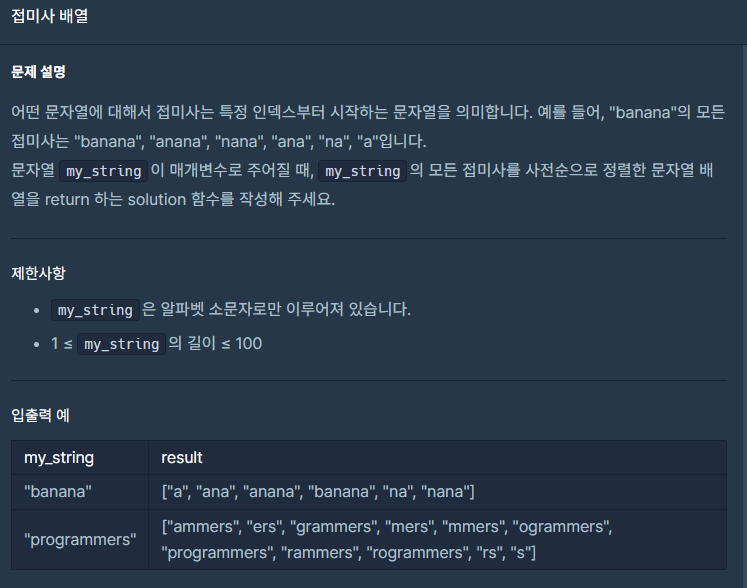 접미사 배열
문제 설명
어떤 문자열에 대해서 접미사는 특정 인덱스부터 시작하는 문자열을 의미합니다. 예를 들어, "banana"의 모든
접미사는 "banana", "anana", "nana", "ana", "na", "a"입니다.
문자열 my_string 이 매개변수로 주어질 때, my_string 의 모든 접미사를 사전순으로 정렬한 문자열 배
열을 return 하는 solution 함수를 작성해 주세요.
제한사항
• my_string 은 알파벳 소문자로만 이루어져 있습니다.
• 1 ≤ my_string 의 길이 ≤ 100
입출력 예
my_string result
"banana" ["a", "ana", "anana", "banana", "na", "nana"]
"programmers" ["ammers", "ers", "grammers", "mers", "mmers", "ogrammers",
"programmers", "rammers", "rogrammers", "rs", "s"]